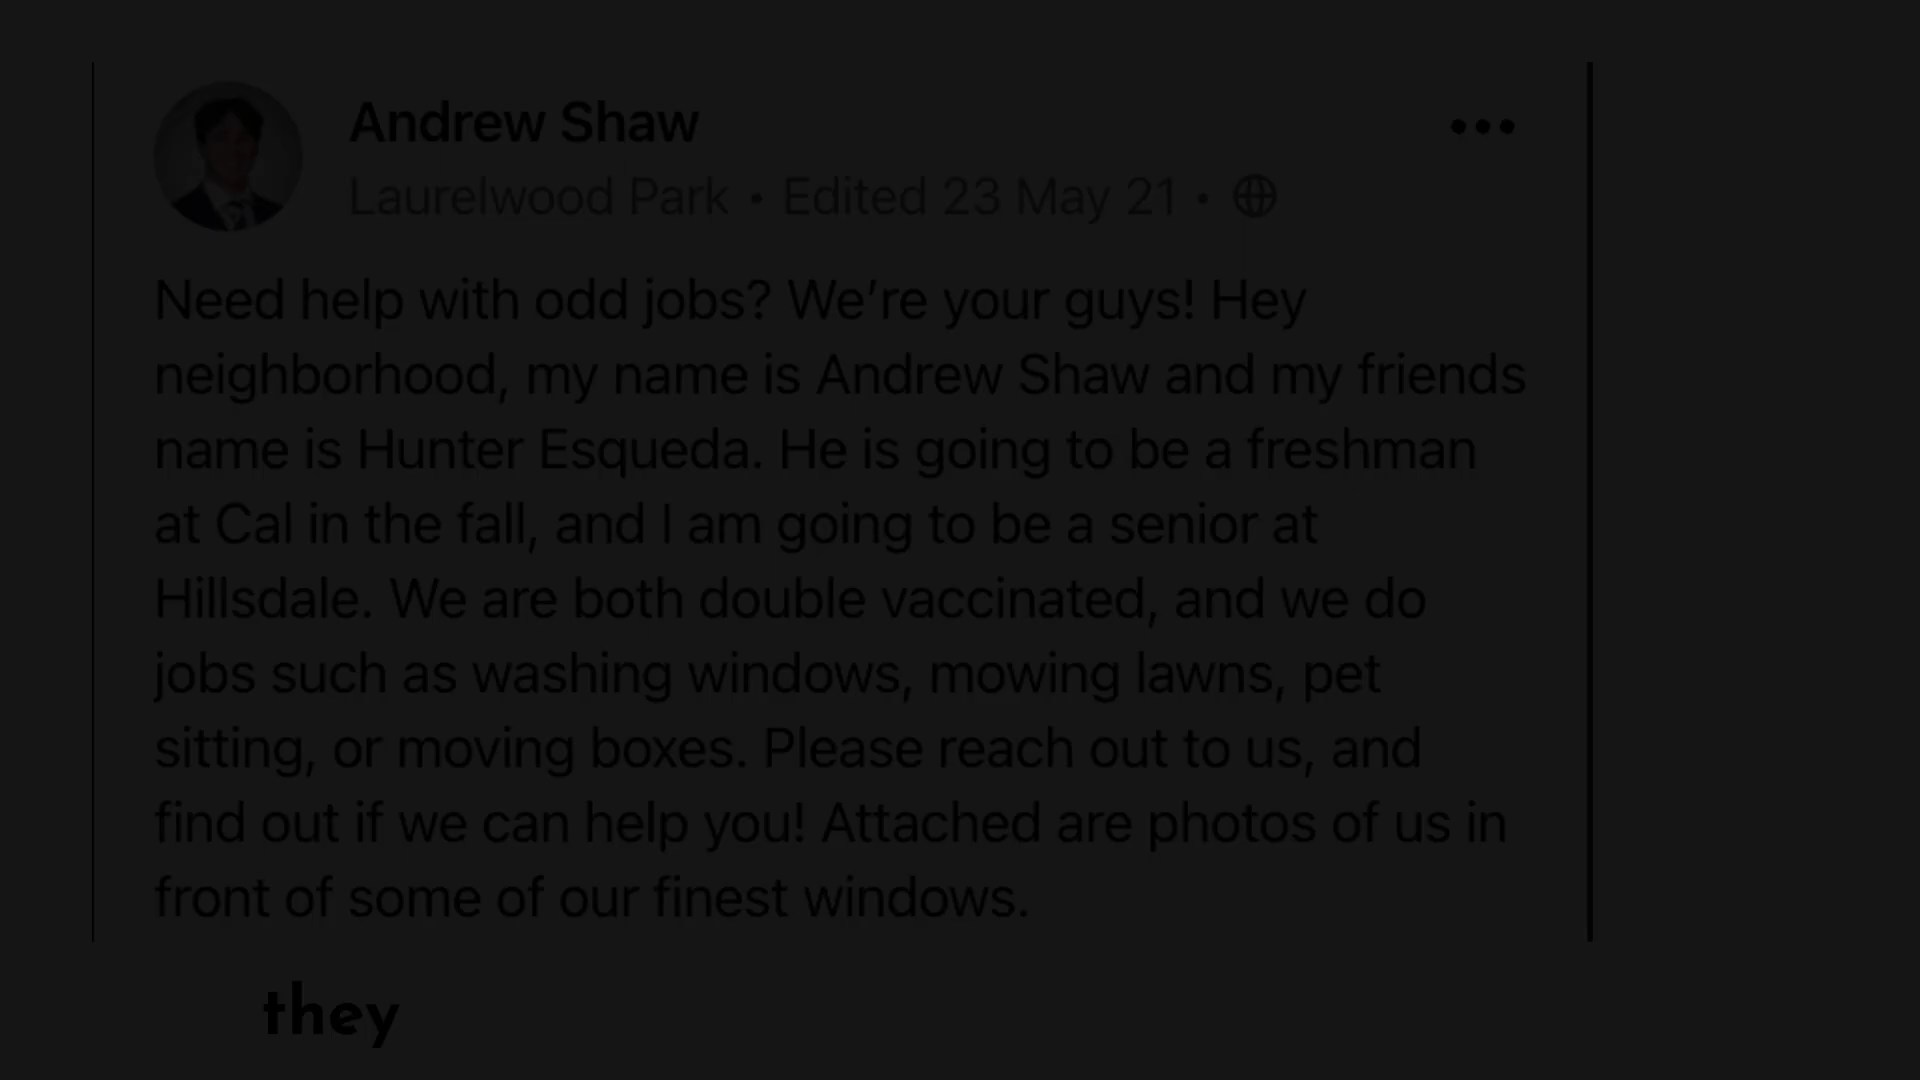 Andrew Shaw
Laurelwood Park • Edited 23 May 21 •
Need help with odd jobs? We’re your guys! Hey
neighborhood, my name is Andrew Shaw and my friends
name is Hunter Esqueda. He is going to be a freshman
at Cal in the fall, and I am going to be a senior at
Hillsdale. We are both double vaccinated, and we do
jobs such as washing windows, mowing lawns, pet
sitting, or moving boxes. Please reach out to us, and
find out if we can help you! Attached are photos of us in
front of some of our finest windows.
they